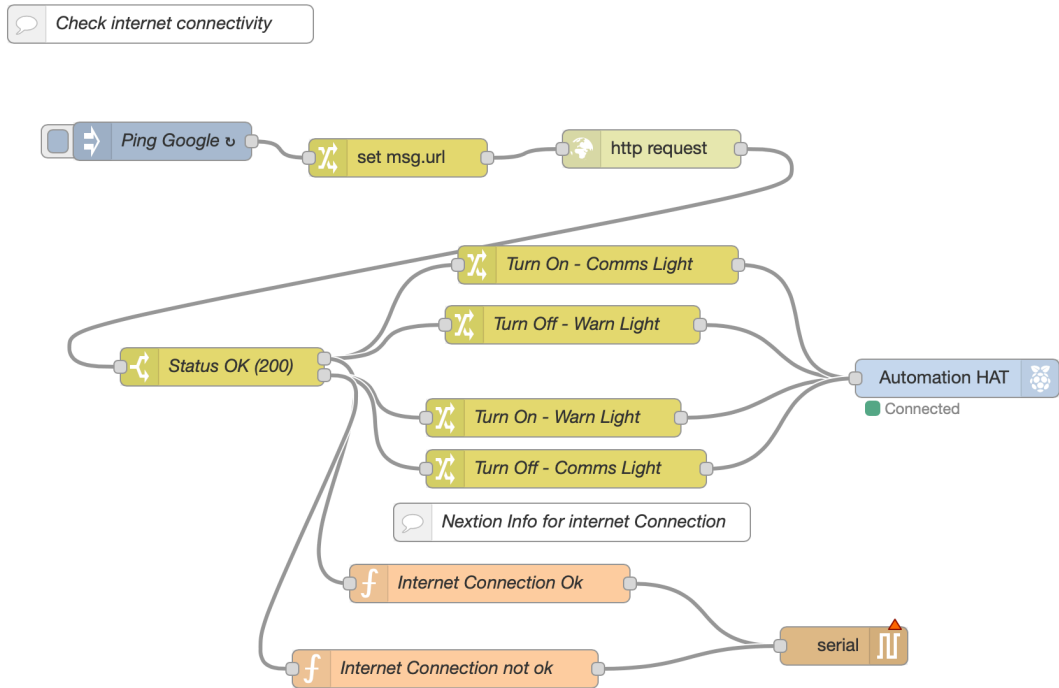 Check internet connectivity
Ping Google ↻
set msg.url
http request
Turn On - Comms Light
Turn Off - Warn Light
Status OK (200)
Automation HAT
Connected
Turn On - Warn Light
Turn Off - Comms Light
Nextion Info for internet Connection
Internet Connection Ok
serial
Internet Connection not ok